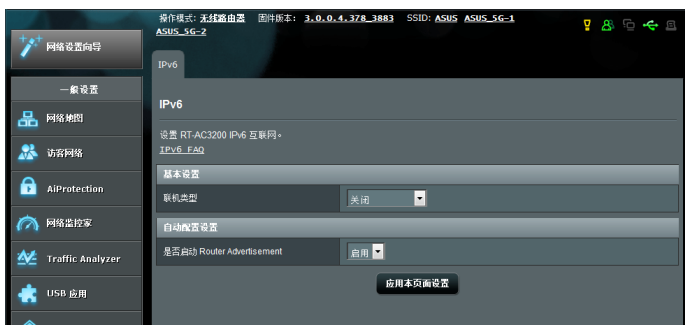 操作模式: 无线路由器 固件版本: 3.0.0.4.378_3883 SSID: ASUS ASUS_5G-1
ASUS_5G-2
网络设置向导
一般设置
网络地图
访客网络
AiProtection
网络监控家
Traffic Analyzer
USB 应用
IPv6
IPv6
设置 RT-AC3200 IPv6 互联网。
IPV6 FAQ
基本设置
联机类型 关闭
自动配置设置
是否启动 Router Advertisement 启用
应用本页面设置